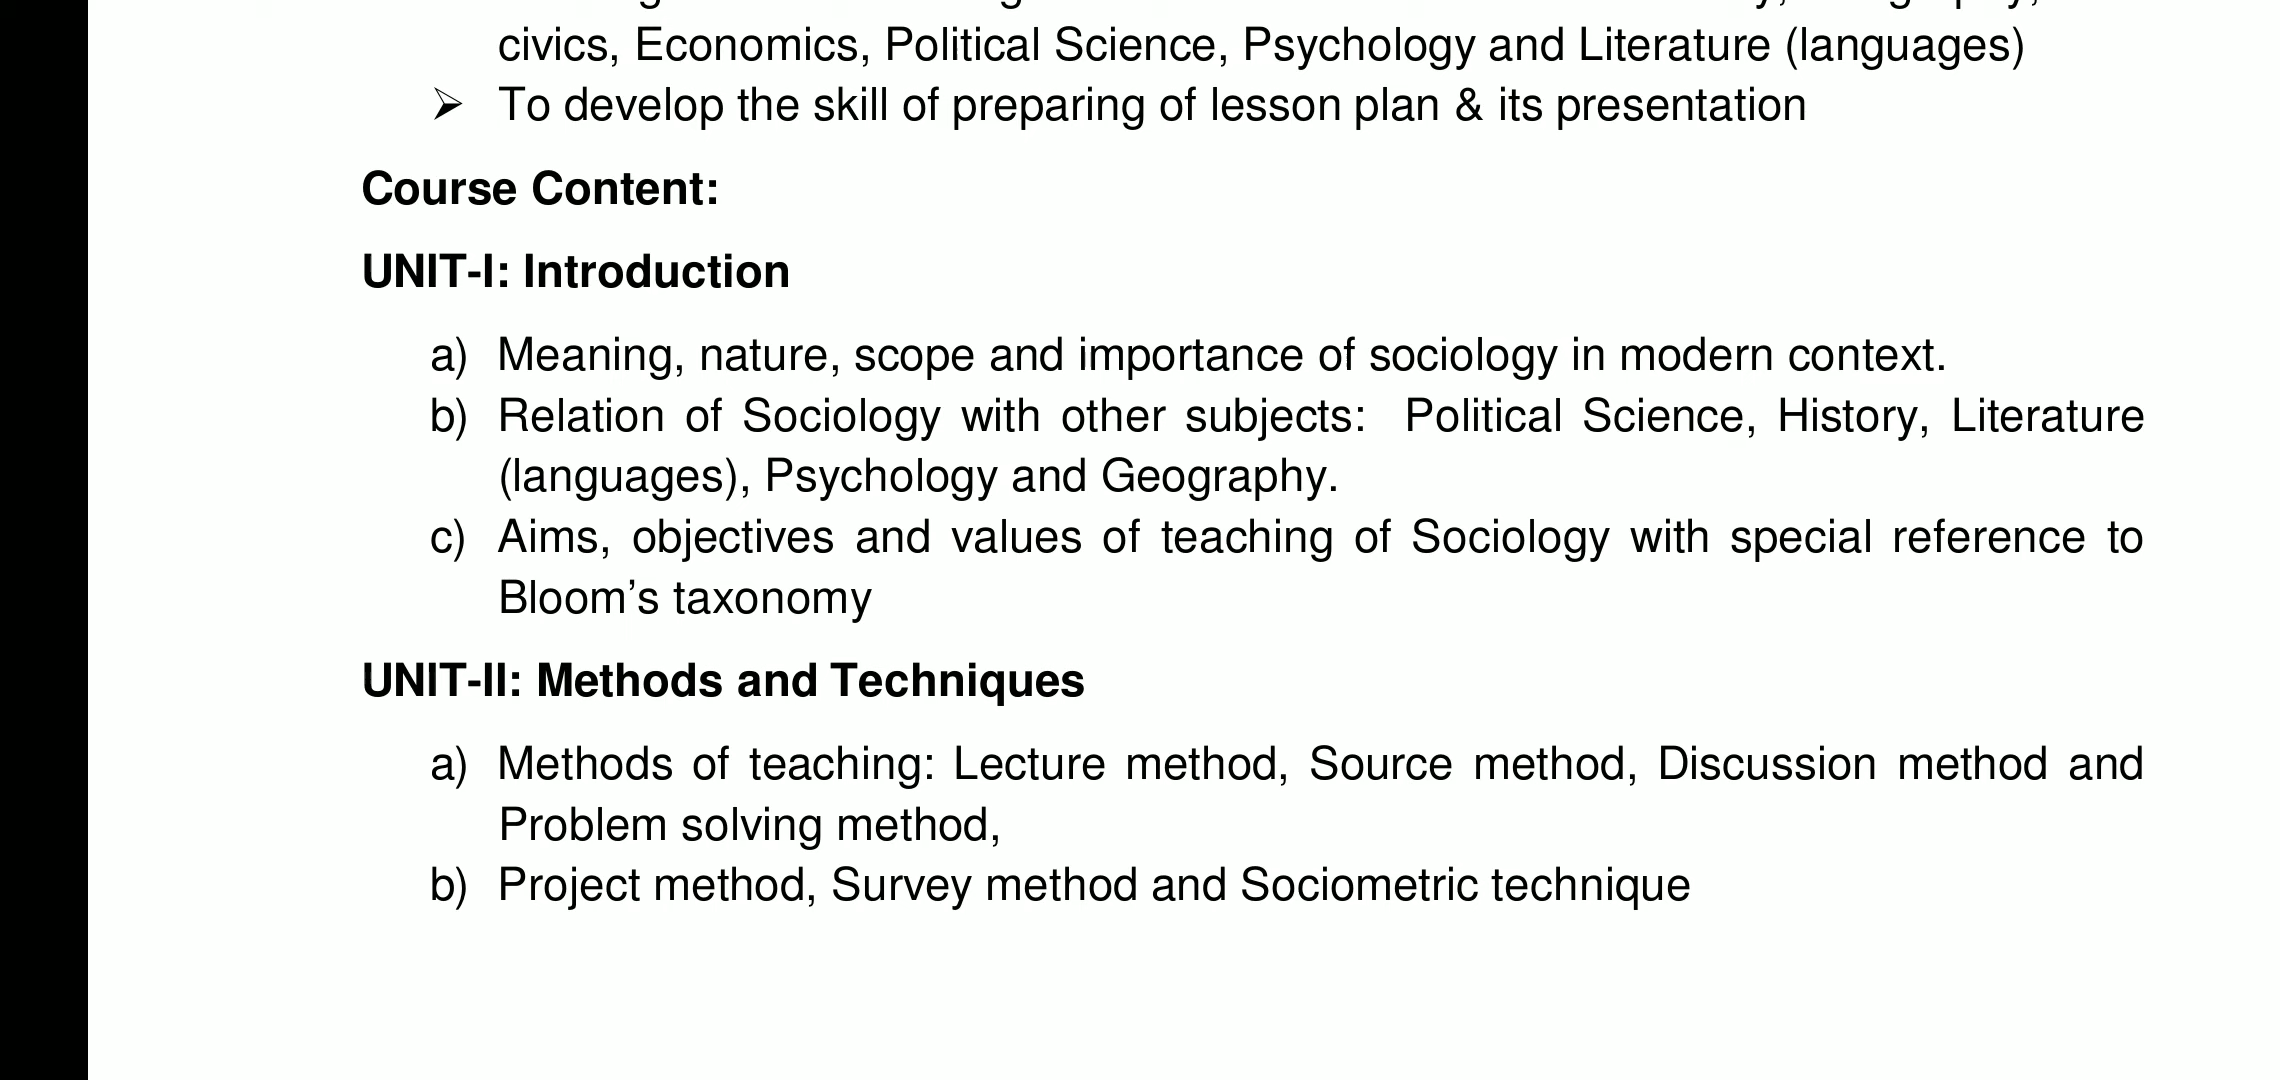 civics, Economics, Political Science, Psychology and Literature (languages)
➢ To develop the skill of preparing of lesson plan & its presentation
Course Content:
UNIT-I: Introduction
a) Meaning, nature, scope and importance of sociology in modern context.
b) Relation of Sociology with other subjects: Political Science, History, Literature
(languages), Psychology and Geography.
c) Aims, objectives and values of teaching of Sociology with special reference to
Bloom’s taxonomy
UNIT-II: Methods and Techniques
a) Methods of teaching: Lecture method, Source method, Discussion method and
Problem solving method,
b) Project method, Survey method and Sociometric technique